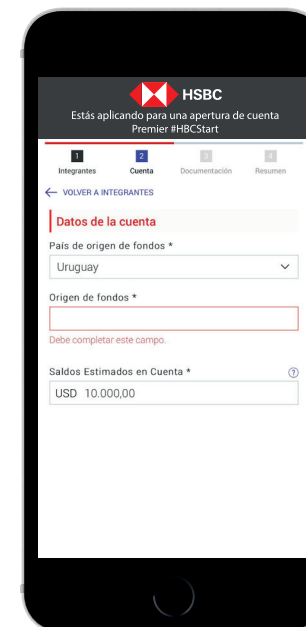 HSBC
Estás aplicando para una apertura de cuenta
Premier #HBCStart
1 2 3 4
Integrantes Cuenta Documentación Resumen
← VOLVER A INTEGRANTES
Datos de la cuenta
País de origen de fondos *
Uruguay
Origen de fondos *
Debe completar este campo.
Saldos Estimados en Cuenta * ?
USD 10.000,00